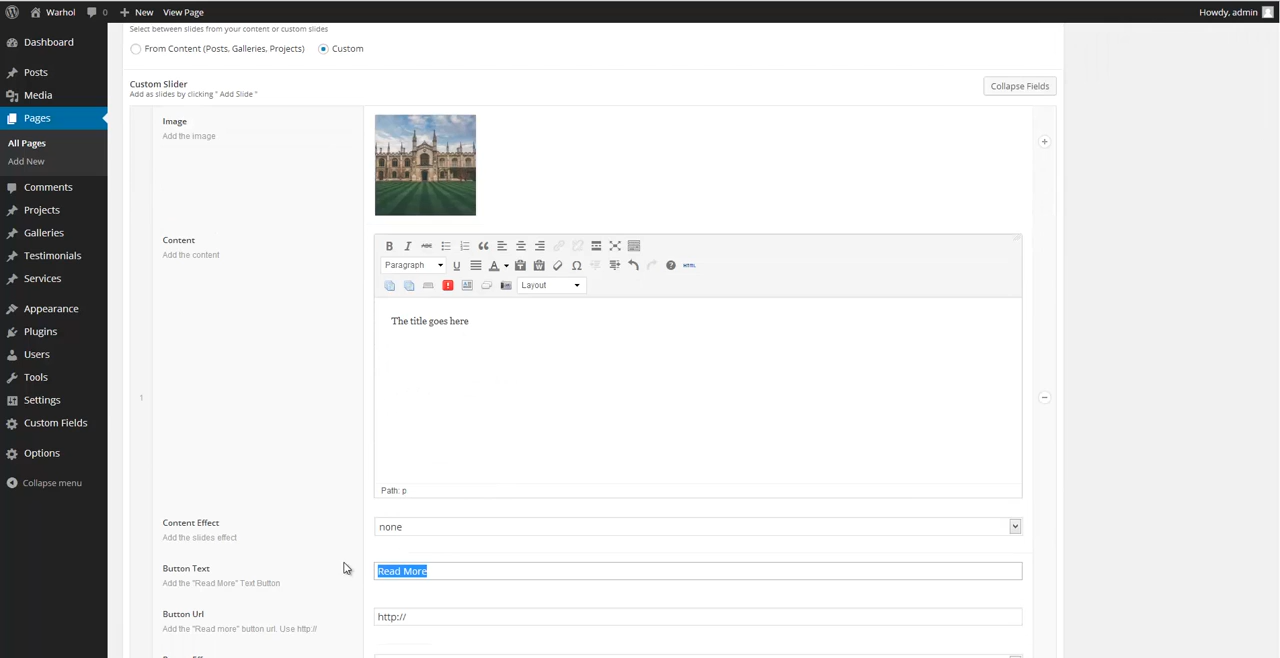 Warhol 0 New View Page Howdy, admin
Select between slides from your content or custom slides
From Content (Posts, Galleries, Projects) Custom
Dashboard
Posts
Media
Pages
All Pages
Add New
Comments
Projects
Galleries
Testimonials
Services
Appearance
Plugins
Users
Tools
Settings
Custom Fields
Options
Collapse menu
Custom Slider
Add as slides by clicking " Add Slide "
Collapse Fields
Image
Add the image
Content
Add the content
B I ABC
Paragraph U A HTML
Layout
The title goes here
1
Path: p
Content Effect
Add the slides effect
none
Button Text
Add the "Read More" Text Button
Read More
Button Url
Add the "Read more" button url. Use http://
http://